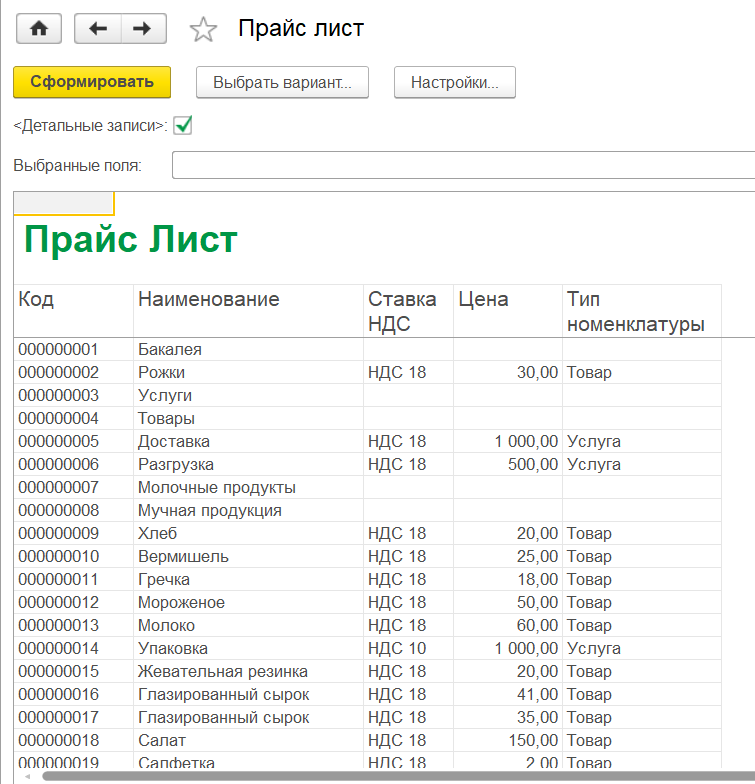 Прайс лист
Сформировать Выбрать вариант... Настройки...
<Детальные записи>:
Выбранные поля:
Прайс Лист
Код Наименование Ставка НДС Цена Тип номенклатуры
000000001 Бакалея
000000002 Рожки НДС 18 30,00 Товар
000000003 Услуги
000000004 Товары
000000005 Доставка НДС 18 1 000,00 Услуга
000000006 Разгрузка НДС 18 500,00 Услуга
000000007 Молочные продукты
000000008 Мучная продукция
000000009 Хлеб НДС 18 20,00 Товар
000000010 Вермишель НДС 18 25,00 Товар
000000011 Гречка НДС 18 18,00 Товар
000000012 Мороженое НДС 18 50,00 Товар
000000013 Молоко НДС 18 60,00 Товар
000000014 Упаковка НДС 10 1 000,00 Услуга
000000015 Жевательная резинка НДС 18 20,00 Товар
000000016 Глазированный сырок НДС 18 41,00 Товар
000000017 Глазированный сырок НДС 18 35,00 Товар
000000018 Салат НДС 18 150,00 Товар
000000019 Салфетка НДС 18 2,00 Товар